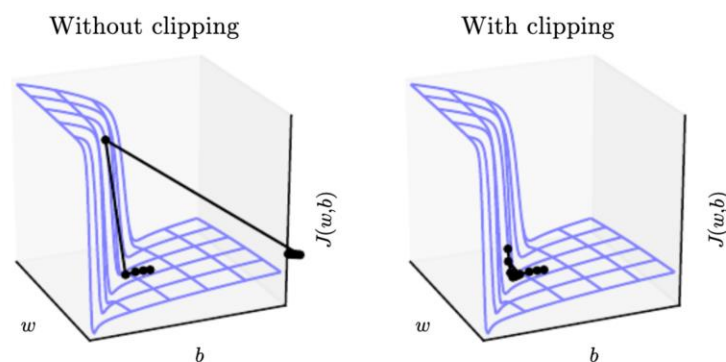 Without clipping
With clipping
J(w,b)
J(w,b)
w
b
w
b